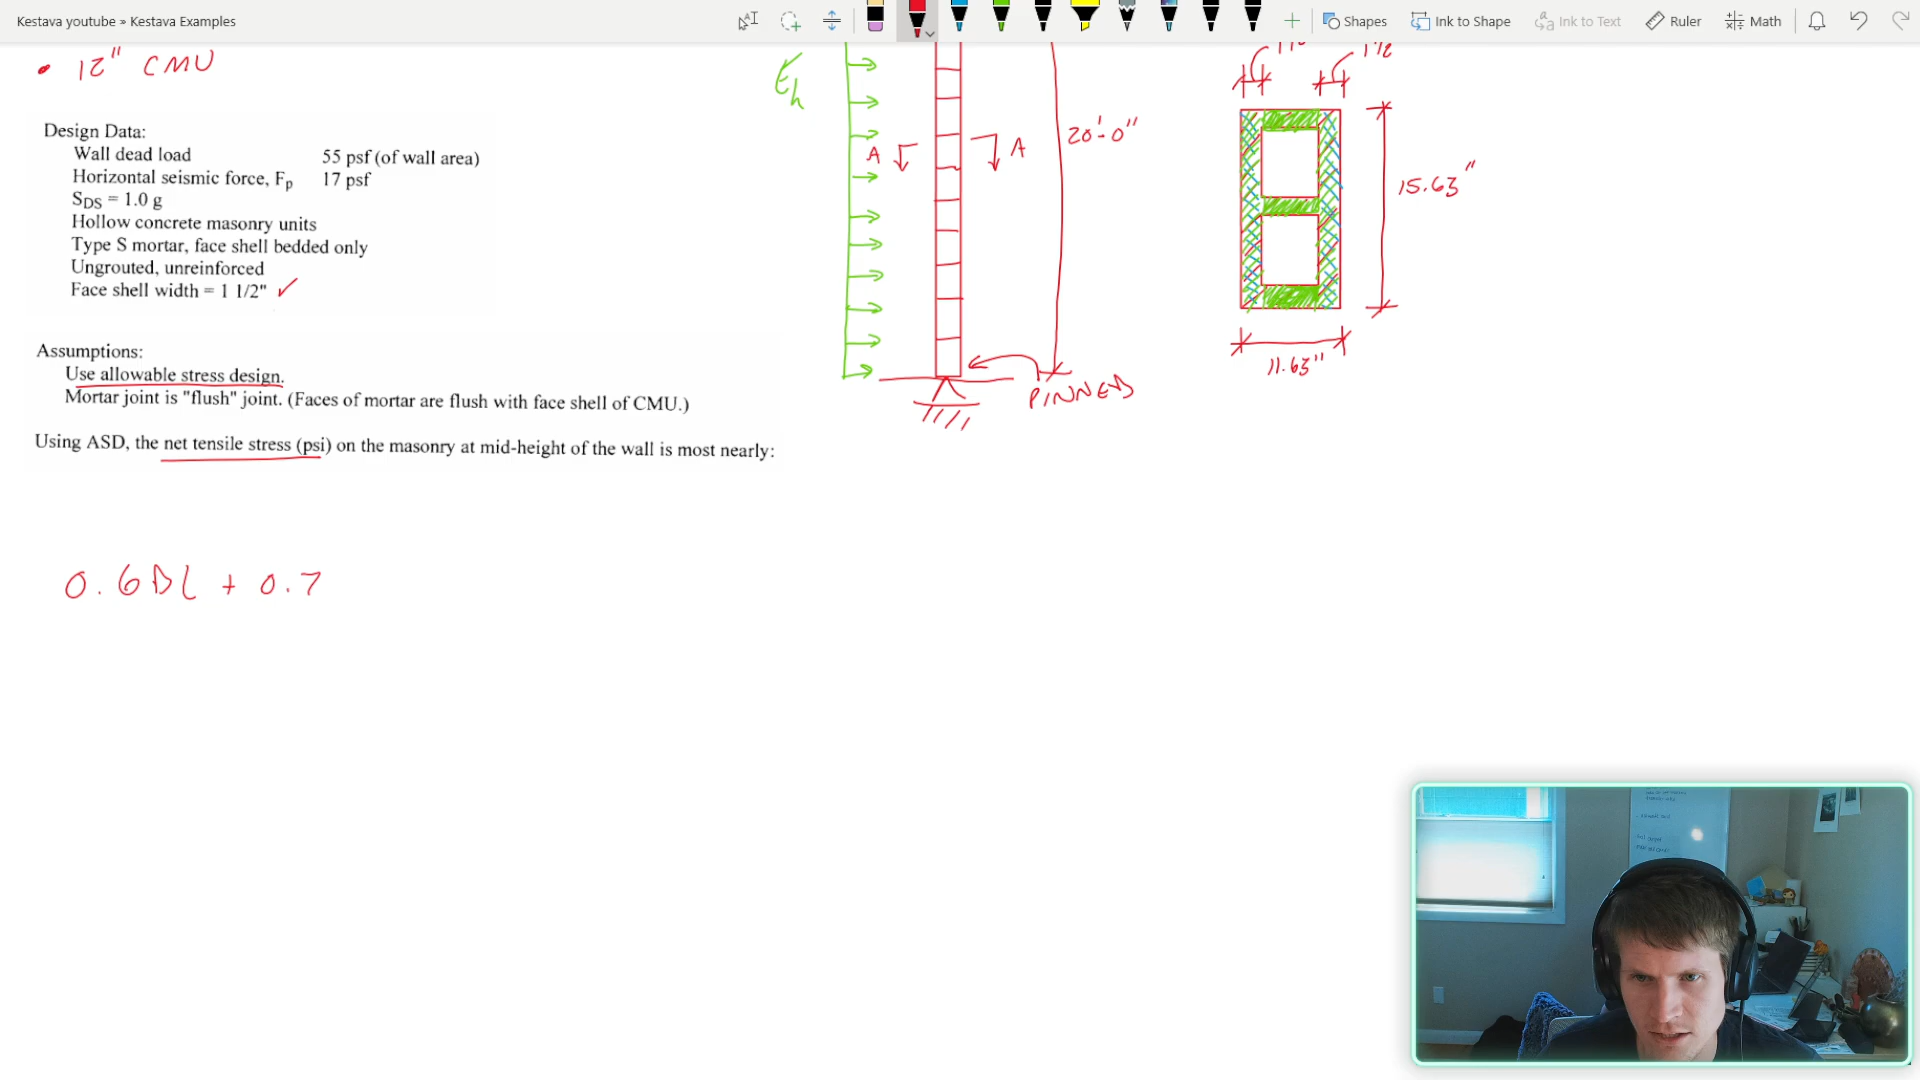 Kestava youtube » Kestava Examples
Shapes
Ink to Shape
Ink to Text
Ruler
Math
• 12" CMU
Design Data:
Wall dead load 55 psf (of wall area)
Horizontal seismic force, Fp 17 psf
SDS = 1.0 g
Hollow concrete masonry units
Type S mortar, face shell bedded only
Ungrouted, unreinforced
Face shell width = 1 1/2" ✓
Assumptions:
Use allowable stress design.
Mortar joint is "flush" joint. (Faces of mortar are flush with face shell of CMU.)
Using ASD, the net tensile stress (psi) on the masonry at mid-height of the wall is most nearly:
Eh
A
A
20'-0"
PINNED
15.63"
11.63"
0.6DL + 0.7